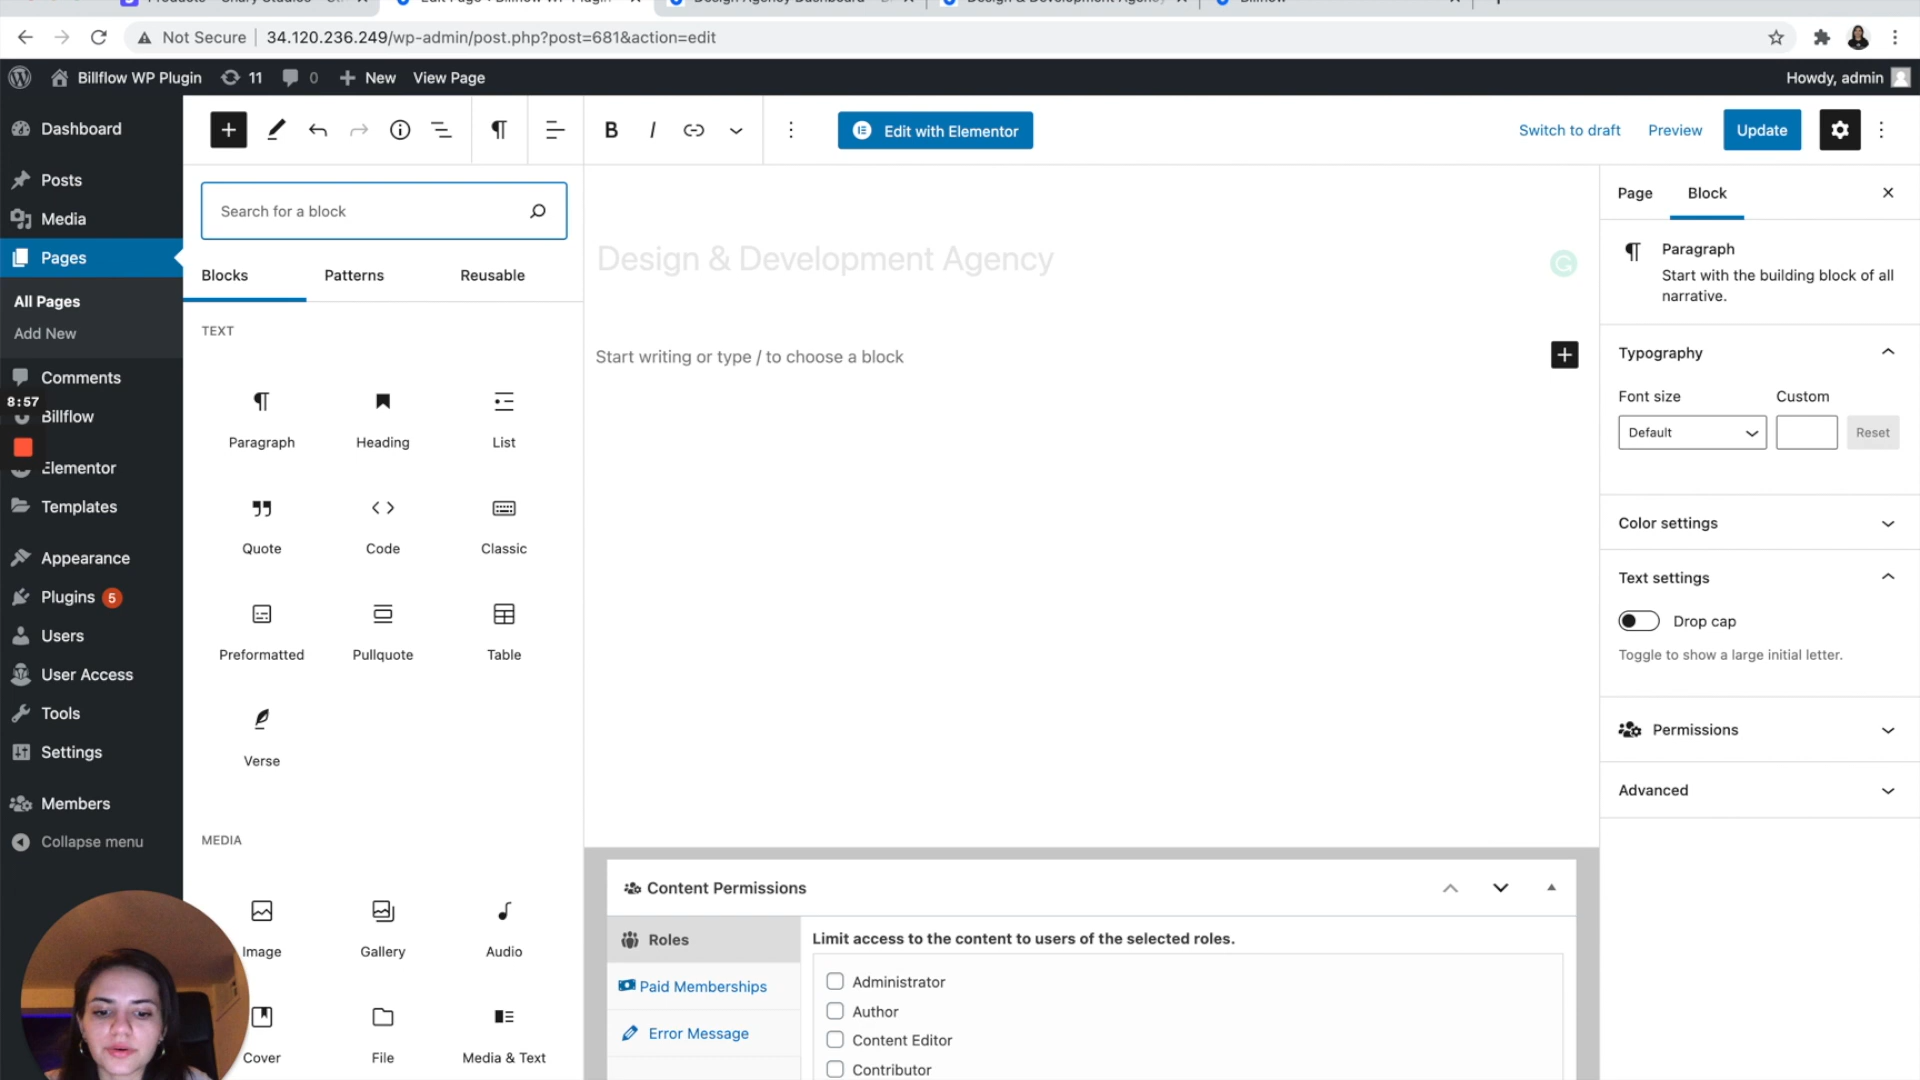 Not Secure
34.120.236.249/wp-admin/post.php?post=681&action=edit
Billflow WP Plugin
11
0
New
View Page
Howdy, admin
Dashboard
Posts
Media
Pages
All Pages
Add New
Comments
8:57
Billflow
Elementor
Templates
Appearance
Plugins 5
Users
User Access
Tools
Settings
Members
Collapse menu
Edit with Elementor
Switch to draft
Preview
Update
Search for a block
Blocks
Patterns
Reusable
TEXT
Paragraph
Heading
List
Quote
Code
Classic
Preformatted
Pullquote
Table
Verse
MEDIA
Image
Gallery
Audio
Cover
File
Media & Text
Design & Development Agency
Start writing or type / to choose a block
Content Permissions
Roles
Paid Memberships
Error Message
Limit access to the content to users of the selected roles.
Administrator
Author
Content Editor
Contributor
Page
Block
Paragraph
Start with the building block of all
narrative.
Typography
Font size
Custom
Default
Reset
Color settings
Text settings
Drop cap
Toggle to show a large initial letter.
Permissions
Advanced